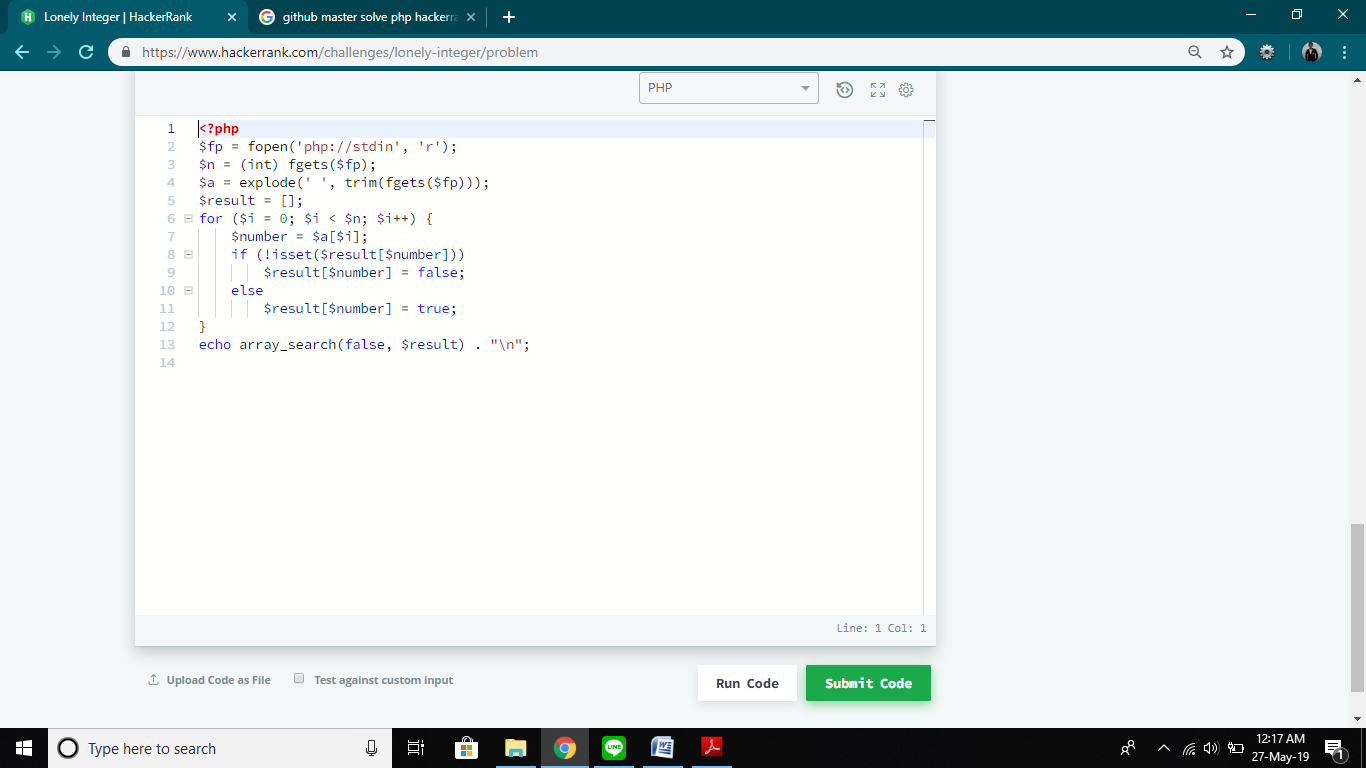 Lonely Integer | HackerRank
github master solve php hackerra
https://www.hackerrank.com/challenges/lonely-integer/problem
PHP
1 <?php
2 $fp = fopen('php://stdin', 'r');
3 $n = (int) fgets($fp);
4 $a = explode(' ', trim(fgets($fp)));
5 $result = [];
6 for ($i = 0; $i < $n; $i++) {
7 $number = $a[$i];
8 if (!isset($result[$number]))
9 $result[$number] = false;
10 else
11 $result[$number] = true;
12 }
13 echo array_search(false, $result) . "\n";
14
Line: 1 Col: 1
Upload Code as File
Test against custom input
Run Code
Submit Code
Type here to search
LINE
12:17 AM
27-May-19
1